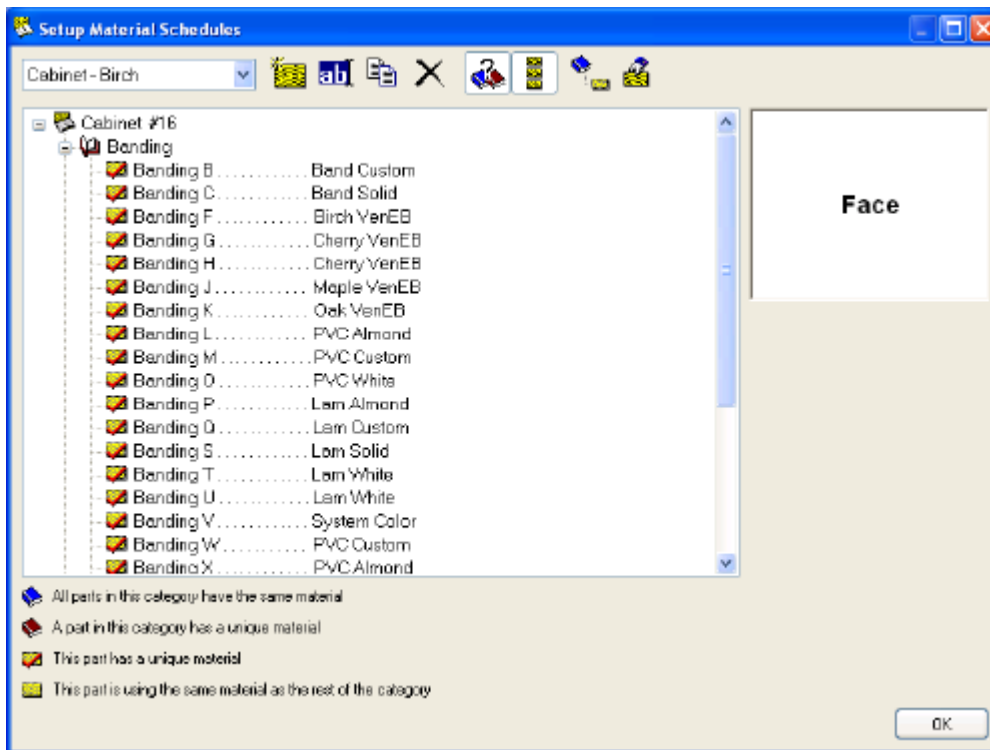 Setup Material Schedules
Cabinet - Birch
abI
Cabinet #16
Banding
Banding B . . . . . . . . . . . . Band Custom
Banding C . . . . . . . . . . . . Band Solid
Banding F . . . . . . . . . . . . Birch VenEB
Banding G . . . . . . . . . . . . Cherry VenEB
Banding H . . . . . . . . . . . . Cherry VenEB
Banding J . . . . . . . . . . . . Maple VenEB
Banding K . . . . . . . . . . . . Oak VenEB
Banding L . . . . . . . . . . . . PVC Almond
Banding M . . . . . . . . . . . . PVC Custom
Banding O . . . . . . . . . . . . PVC White
Banding P . . . . . . . . . . . . Lam Almond
Banding Q . . . . . . . . . . . . Lam Custom
Banding S . . . . . . . . . . . . Lam Solid
Banding T . . . . . . . . . . . . Lam White
Banding U . . . . . . . . . . . . Lam White
Banding V . . . . . . . . . . . . System Color
Banding W . . . . . . . . . . . PVC Custom
Banding X . . . . . . . . . . . . PVC Almond
Face
All parts in this category have the same material
A part in this category has a unique material
This part has a unique material
This part is using the same material as the rest of the category
OK